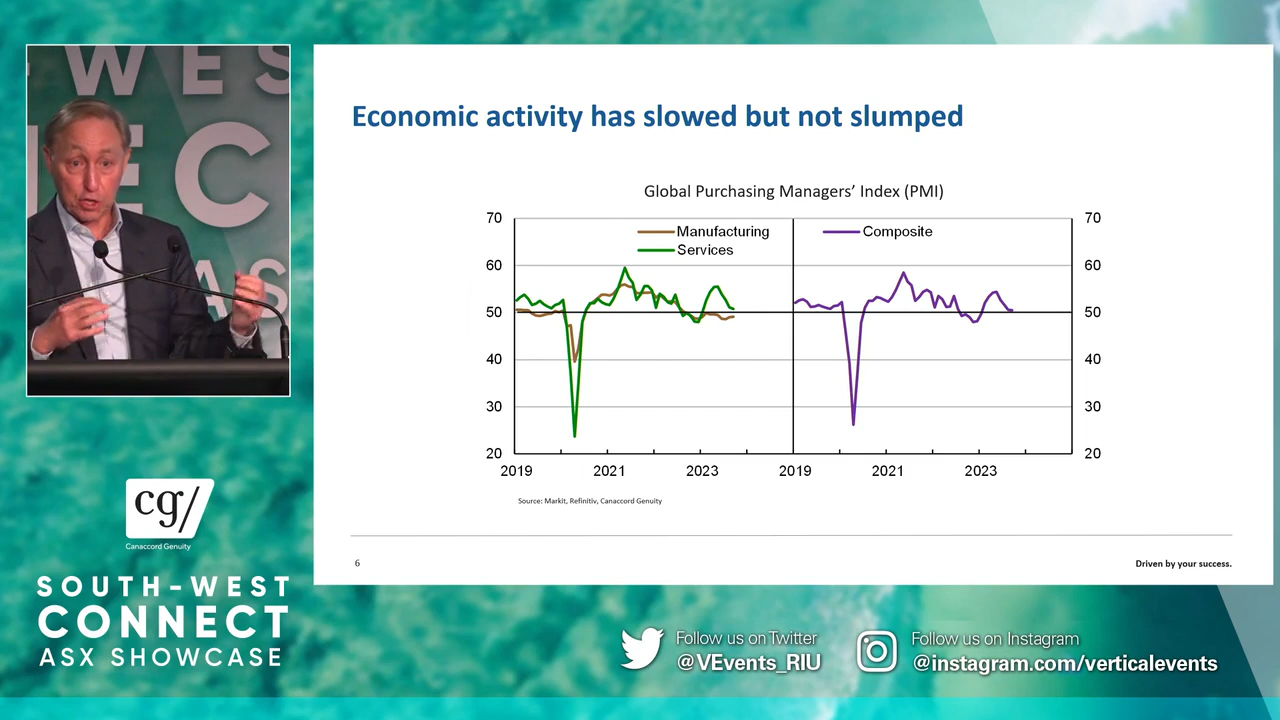 - WES
EC
AS
cg/
Canaccord Genuity
SOUTH-WEST
CONNECT
ASX SHOWCASE
Economic activity has slowed but not slumped
Global Purchasing Managers' Index (PMI)
Manufacturing
Services
Composite
70
60
50
40
30
20
70
60
50
40
30
20
2019 2021 2023 2019 2021 2023
Source: Markit, Refinitiv, Canaccord Genuity
6
Driven by your success.
Follow us on Twitter
@VEvents_RIU
Follow us on Instagram
@instagram.com/verticalevents